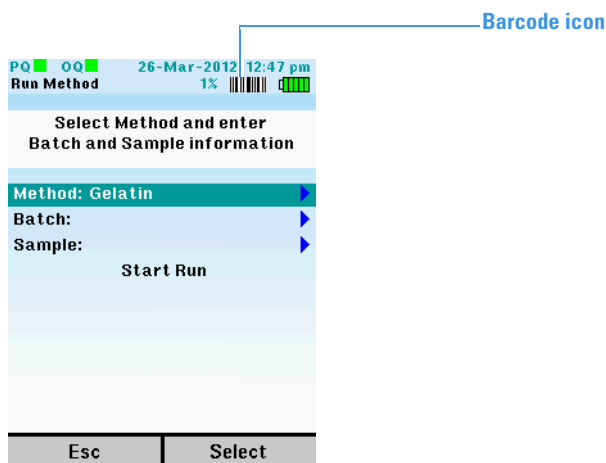 Barcode icon
PQ OQ 26-Mar-2012 12:47 pm
Run Method 1%
Select Method and enter
Batch and Sample information
Method: Gelatin
Batch:
Sample:
Start Run
Esc Select